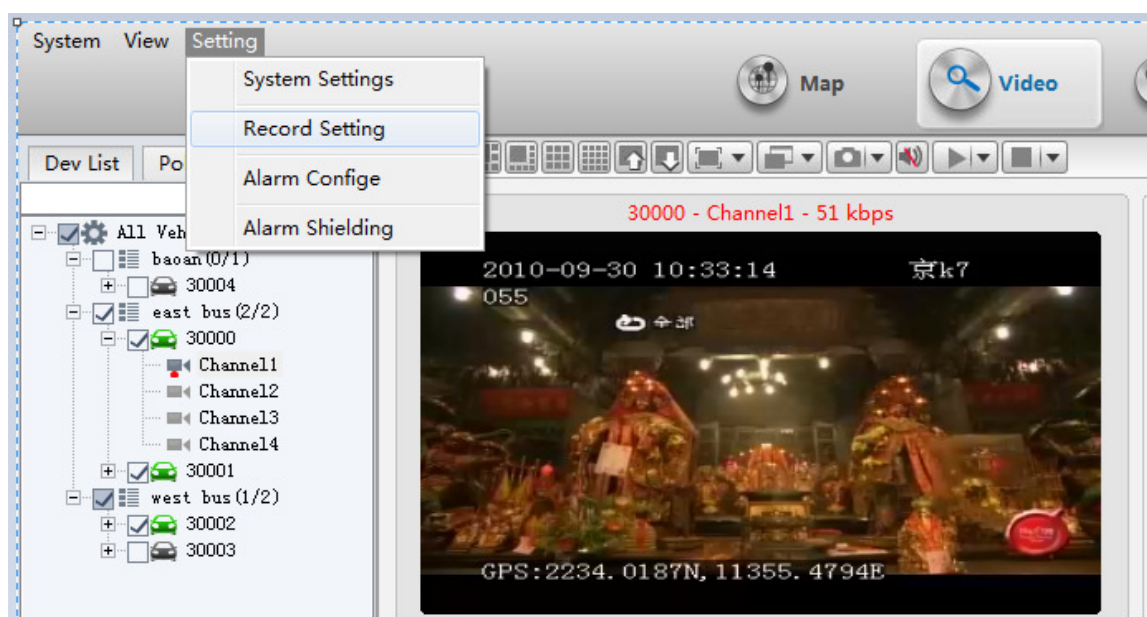 System View Setting
System Settings
Record Setting
Alarm Confige
Alarm Shielding
Map
Video
Dev List
Po
All Veh
baoan(0/1)
30004
east bus(2/2)
30000
Channel1
Channel2
Channel3
Channel4
30001
west bus(1/2)
30002
30003
30000 - Channel1 - 51 kbps
2010-09-30 10:33:14 京k7
055
全部
GPS:2234.0187N,11355.4794E